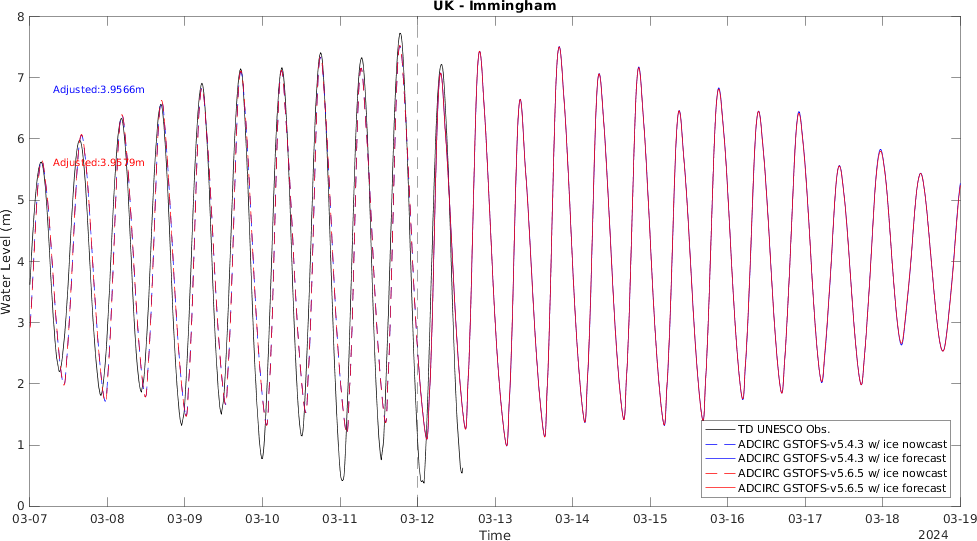 UK - Immingham
8
7
6
5
4
3
2
1
0
Water Level (m)
Adjusted:3.9566m
Adjusted:3.9579m
TD UNESCO Obs.
ADCIRC GSTOFS-v5.4.3 w/ ice nowcast
ADCIRC GSTOFS-v5.4.3 w/ ice forecast
ADCIRC GSTOFS-v5.6.5 w/ ice nowcast
ADCIRC GSTOFS-v5.6.5 w/ ice forecast
03-07 03-08 03-09 03-10 03-11 03-12 03-13 03-14 03-15 03-16 03-17 03-18 03-19
Time
2024